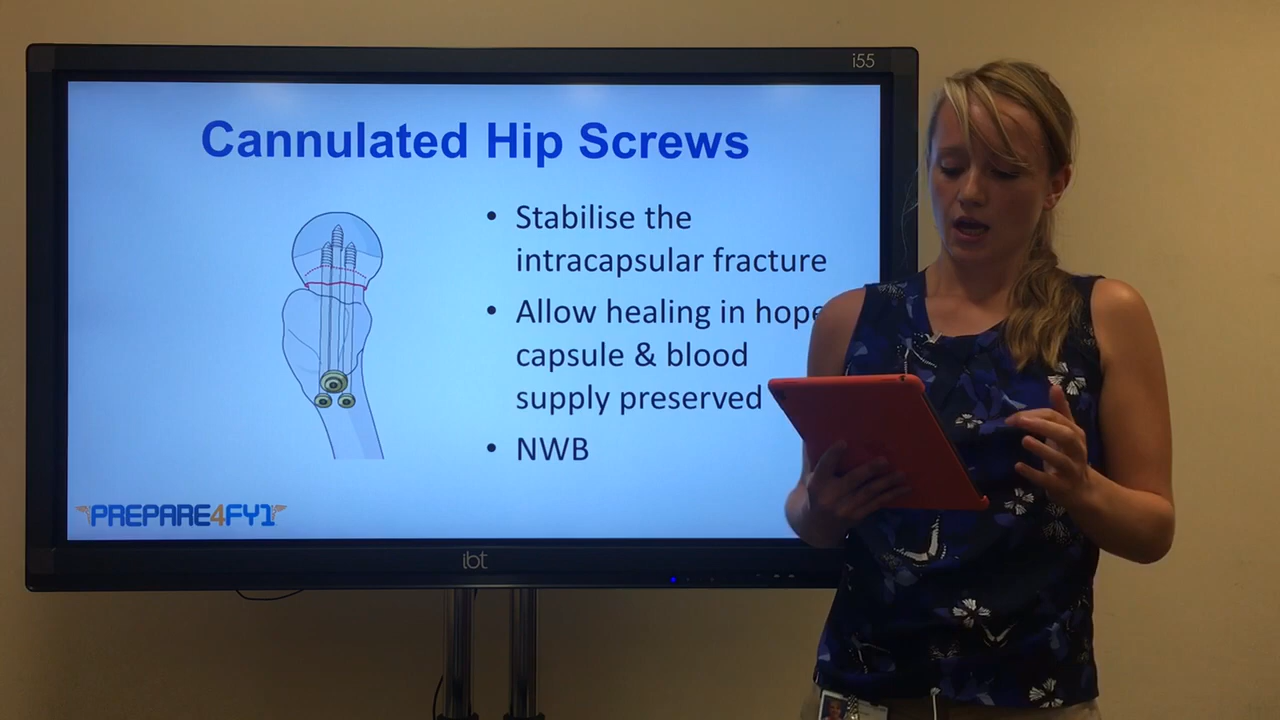 i55
Cannulated Hip Screws
• Stabilise the
intracapsular fracture
• Allow healing in hope
capsule & blood
supply preserved
• NWB
PREPARE4FY1
ibt